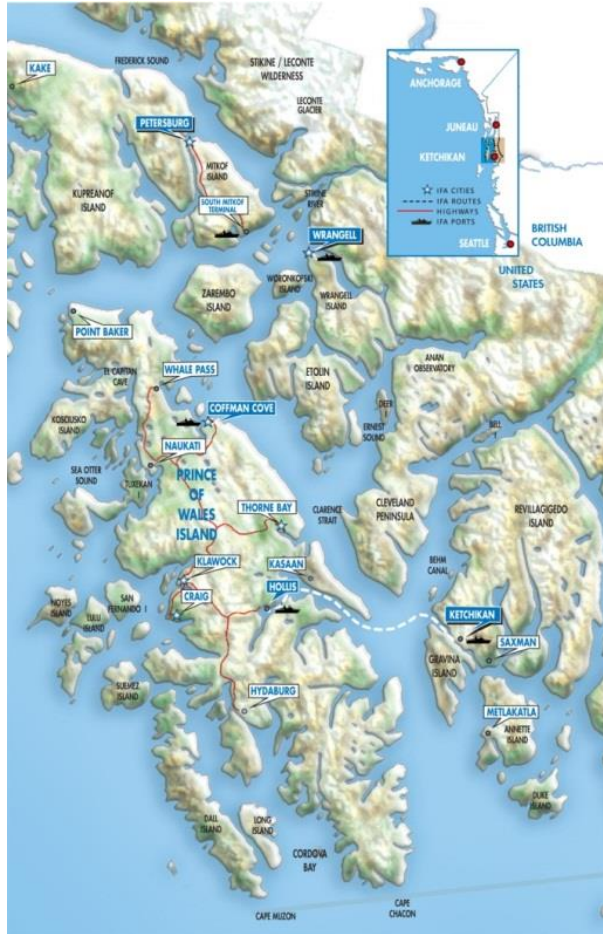 KAKE
FREDERICK SOUND
STIKINE / LECONTE
WILDERNESS
LECONTE
GLACIER
PETERSBURG
MITKOF
ISLAND
KUPREANOF
ISLAND
SOUTH MITKOF
TERMINAL
STIKINE
RIVER
WRANGELL
WORONKOFSKI
ISLAND
WRANGELL
ISLAND
ZAREMBO
ISLAND
ANCHORAGE
JUNEAU
KETCHIKAN
IFA CITIES
IFA ROUTES
HIGHWAYS
IFA PORTS
SEATTLE
BRITISH
COLUMBIA
UNITED
STATES
POINT BAKER
EL CAPITAN
CAVE
WHALE PASS
ETOLIN
ISLAND
ANAN
OBSERVATORY
DEER
I
ERNEST
SOUND
BELL
I
KOSCIUSKO
ISLAND
COFFMAN COVE
NAUKATI
SEA OTTER
SOUND
TUXEKAN
I
PRINCE
OF
WALES
ISLAND
THORNE BAY
CLARENCE
STRAIT
CLEVELAND
PENINSULA
REVILLAGIGEDO
ISLAND
KLAWOCK
KASAAN
BEHM
CANAL
CRAIG
HOLLIS
NOYES
ISLAND
LULU
ISLAND
SAN
FERNANDO I
KETCHIKAN
SAXMAN
GRAVINA
ISLAND
SUEMEZ
ISLAND
HYDABURG
METLAKATLA
ANNETTE
ISLAND
DUKE
ISLAND
DALL
ISLAND
LONG
ISLAND
CORDOVA
BAY
CAPE MUZON
CAPE
CHACON